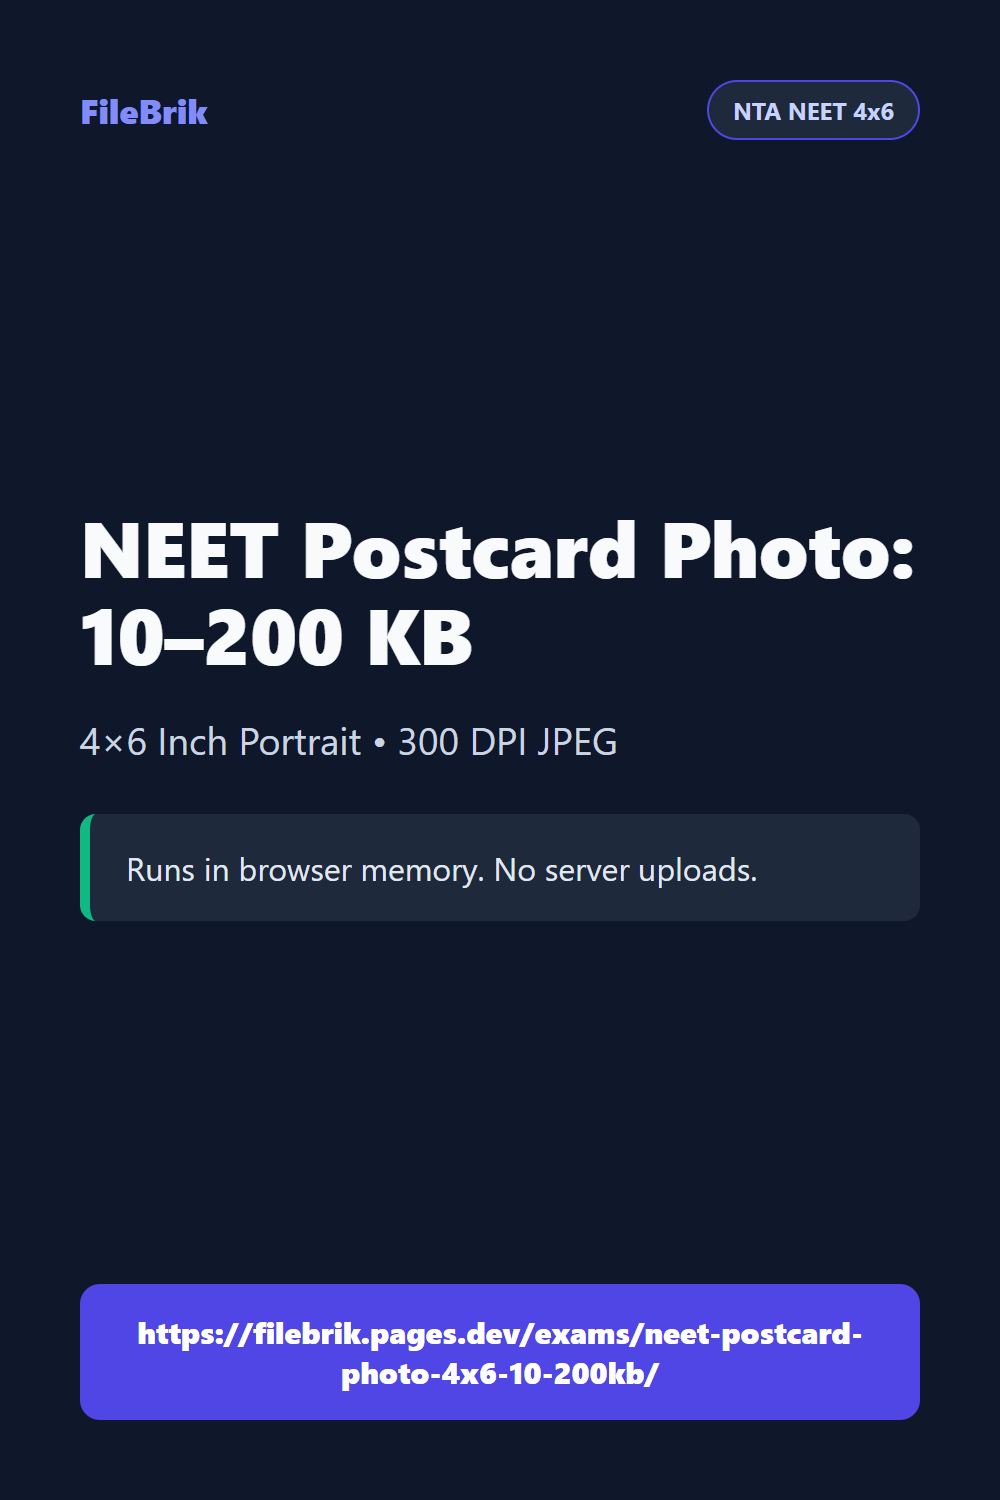 FileBrik
NTA NEET 4x6
NEET Postcard Photo:
10–200 KB
4×6 Inch Portrait • 300 DPI JPEG
Runs in browser memory. No server uploads.
https://filebrik.pages.dev/exams/neet-postcard-
photo-4x6-10-200kb/